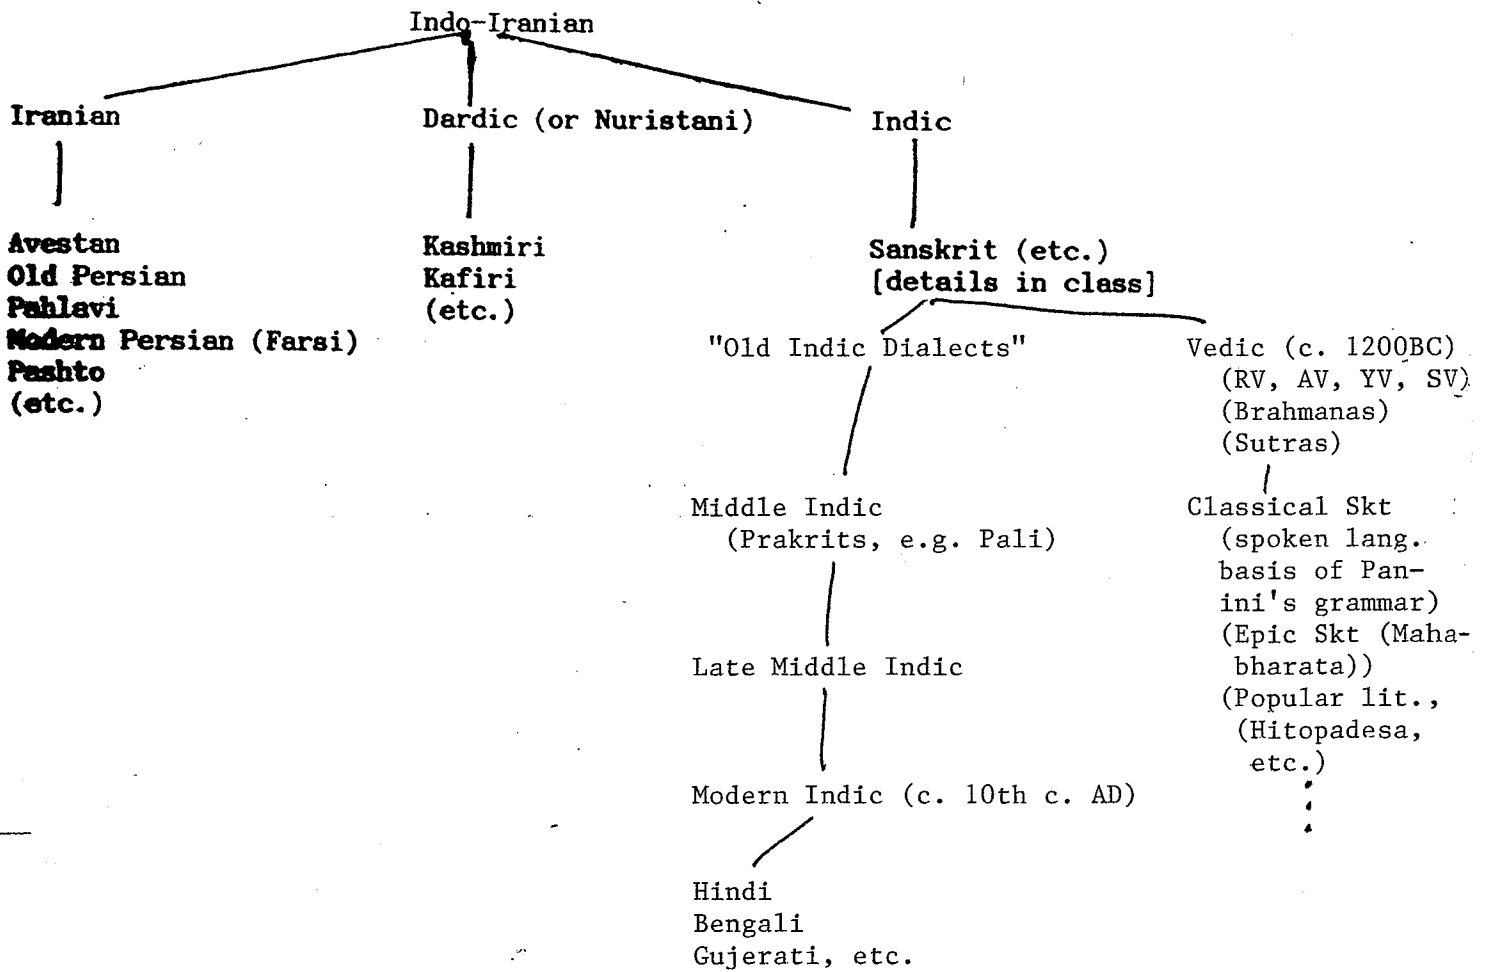 Indo-Iranian
Iranian
Dardic (or Nuristani)
Indic
Avestan
Old Persian
Pahlavi
Modern Persian (Farsi)
Pashto
(etc.)
Kashmiri
Kafiri
(etc.)
Sanskrit (etc.)
[details in class]
"Old Indic Dialects"
Middle Indic
(Prakrits, e.g. Pali)
Late Middle Indic
Modern Indic (c. 10th c. AD)
Hindi
Bengali
Gujerati, etc.
Vedic (c. 1200BC)
(RV, AV, YV, SV)
(Brahmanas)
(Sutras)
Classical Skt
(spoken lang.
basis of Pan-
ini's grammar)
(Epic Skt (Maha-
bharata))
(Popular lit.,
(Hitopadesa,
etc.)